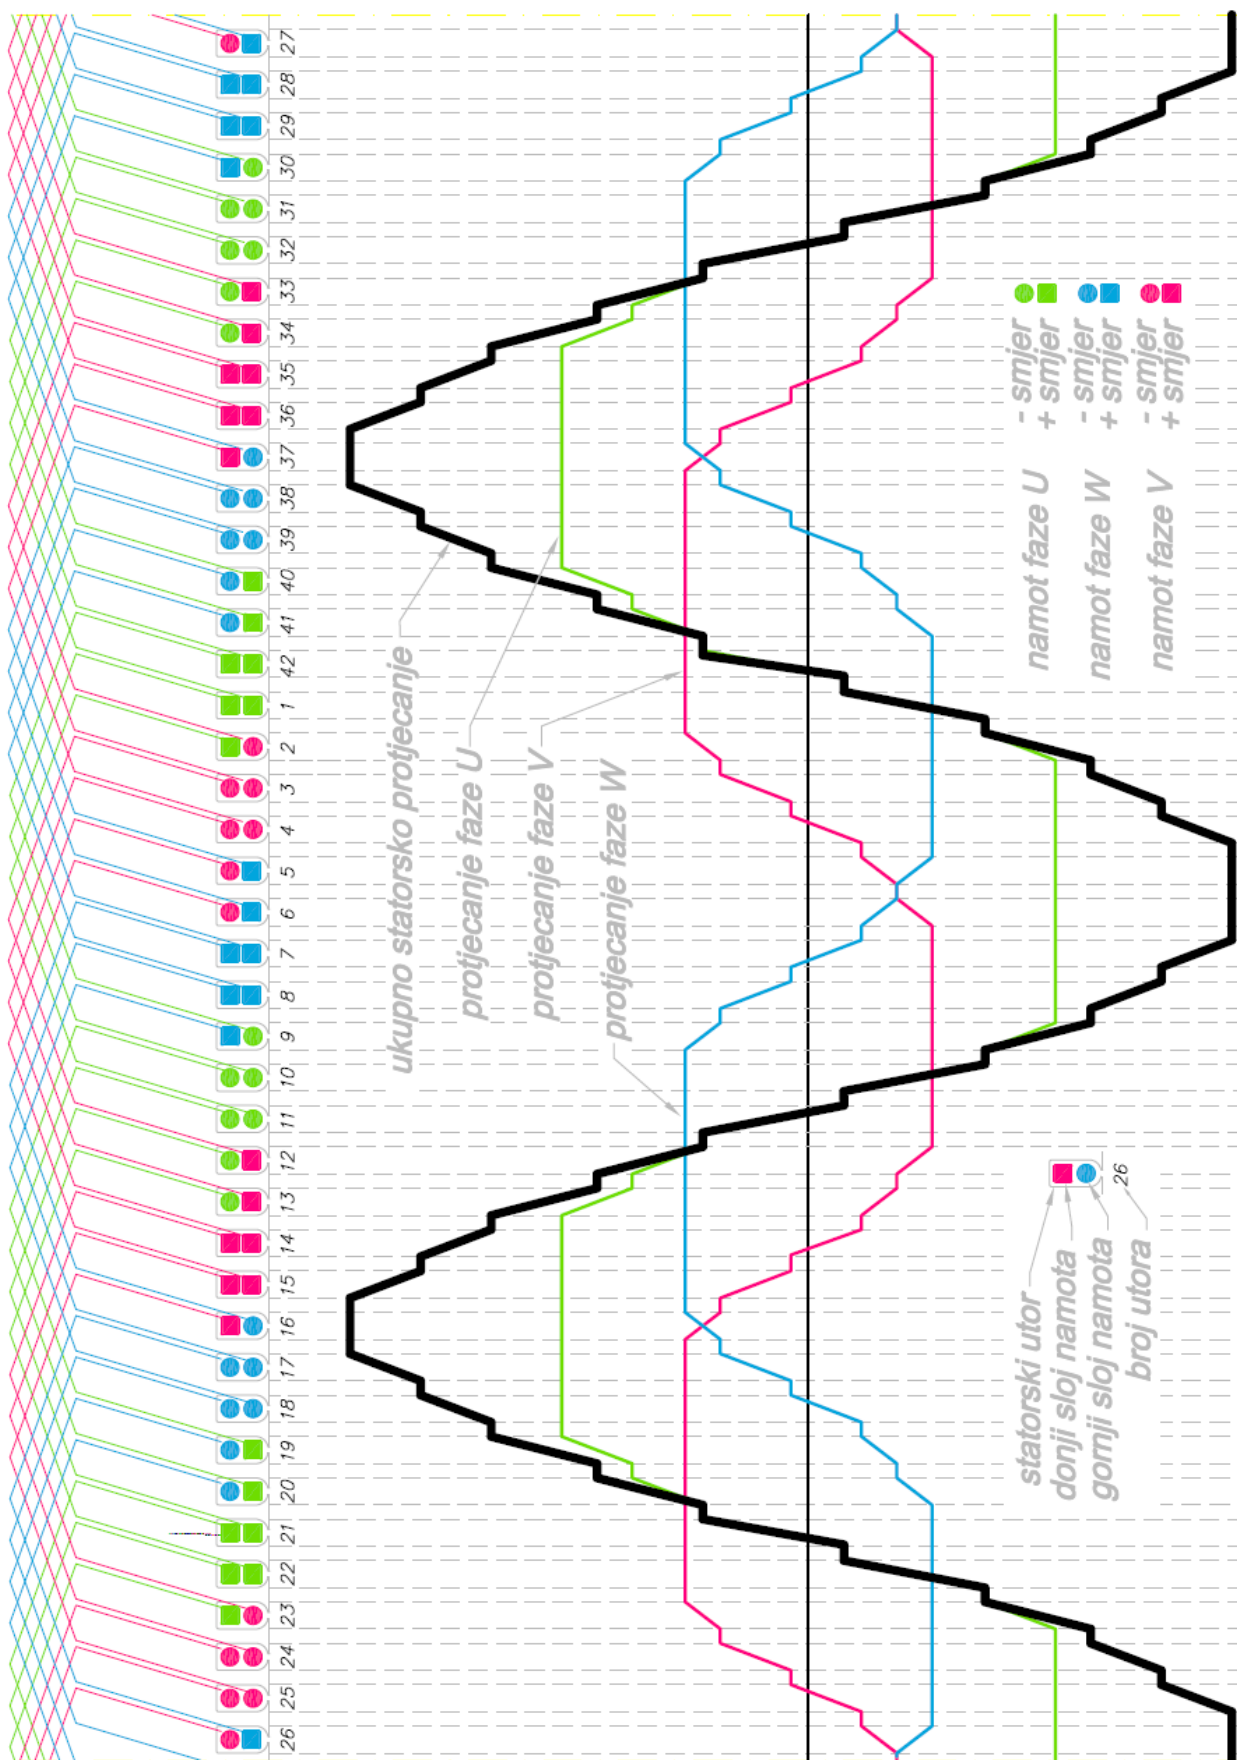 27
28
29
30
31
32
33
34
35
36
37
38
39
40
41
42
1
2
3
4
5
6
7
8
9
10
11
12
13
14
15
16
17
18
19
20
21
22
23
24
25
26
ukupno statorsko protjecanje
protjecanje faze U
protjecanje faze V
protjecanje faze W
namot faze U
- smjer
+ smjer
namot faze W
- smjer
+ smjer
namot faze V
- smjer
+ smjer
statorski utor
donji sloj namota
gornji sloj namota
broj utora
26